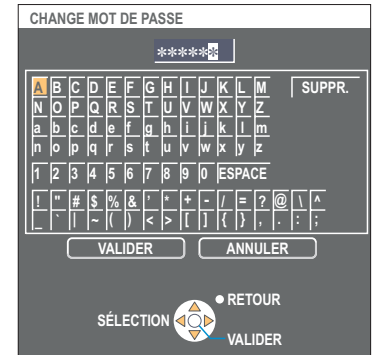 CHANGE MOT DE PASSE
******
A B C D E F G H I J K L M SUPPR.
N O P Q R S T U V W X Y Z
a b c d e f g h i j k l m
n o p q r s t u v w x y z
1 2 3 4 5 6 7 8 9 0 ESPACE
! " # $ % & ' * + - / = ? @ \ ^
_ ` | ~ ( ) < > [ ] { } , . : ;
VALIDER ANNULER
RETOUR
SÉLECTION
VALIDER